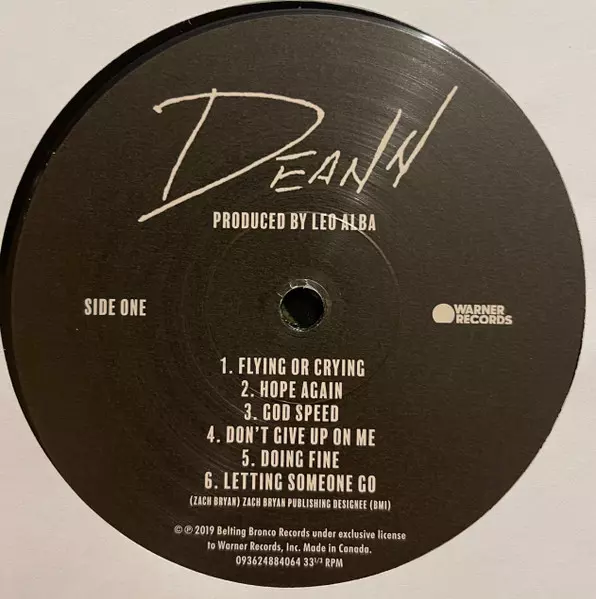 DEANN
PRODUCED BY LEO ALBA
SIDE ONE
WARNER
RECORDS
1. FLYING OR CRYING
2. HOPE AGAIN
3. GOD SPEED
4. DON'T GIVE UP ON ME
5. DOING FINE
6. LETTING SOMEONE GO
(ZACH BRYAN) ZACH BRYAN PUBLISHING DESIGNEE (BMI)
© ℗ 2019 Belting Bronco Records under exclusive license
to Warner Records, Inc. Made in Canada.
093624884064 33 1/3 RPM